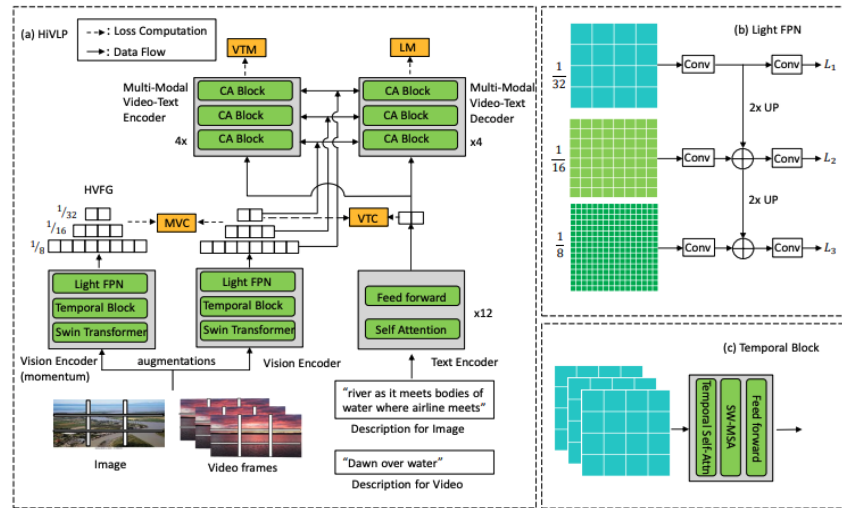 (a) HiVLP
: Loss Computation
: Data Flow
VTM
LM
Multi-Modal
Video-Text
Encoder
4x
CA Block
CA Block
CA Block
CA Block
CA Block
CA Block
Multi-Modal
Video-Text
Decoder
x4
HVFG
1/32
1/16
1/8
MVC
VTC
Light FPN
Temporal Block
Swin Transformer
Light FPN
Temporal Block
Swin Transformer
Feed forward
Self Attention
x12
Vision Encoder
(momentum)
augmentations
Vision Encoder
Text Encoder
"river as it meets bodies of
water where airline meets"
Description for Image
Image
Video frames
"Dawn over water"
Description for Video
(b) Light FPN
1/32
Conv
Conv
L1
2x UP
1/16
Conv
Conv
L2
2x UP
1/8
Conv
Conv
L3
(c) Temporal Block
Temporal Self-Attn
SW-MSA
Feed forward